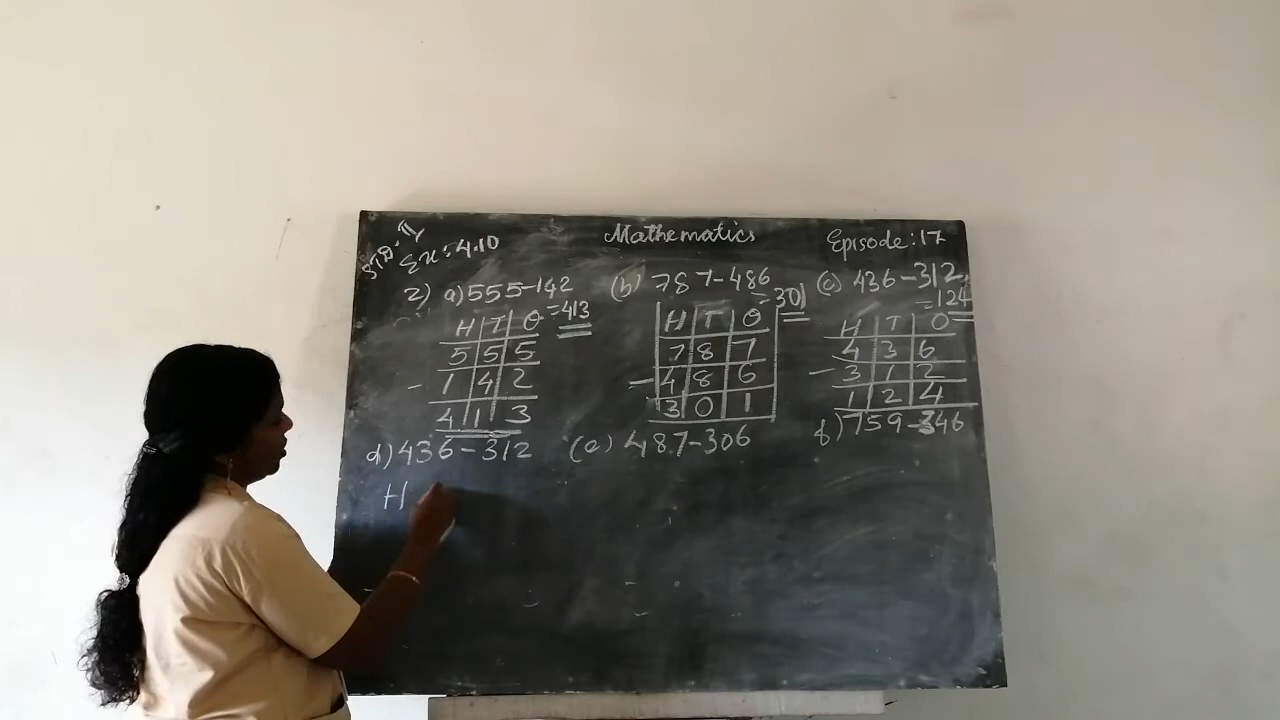 STD: II
Ex: 4.10
Mathematics
Episode: 17
2) a) 555-142
= 413
H T O
5 5 5
- 1 4 2
4 1 3
(b) 787-486
= 301
H T O
7 8 7
- 4 8 6
3 0 1
(c) 436-312
= 124
H T O
4 3 6
- 3 1 2
1 2 4
d) 436-312
H
(e) 487-306
f) 759-346